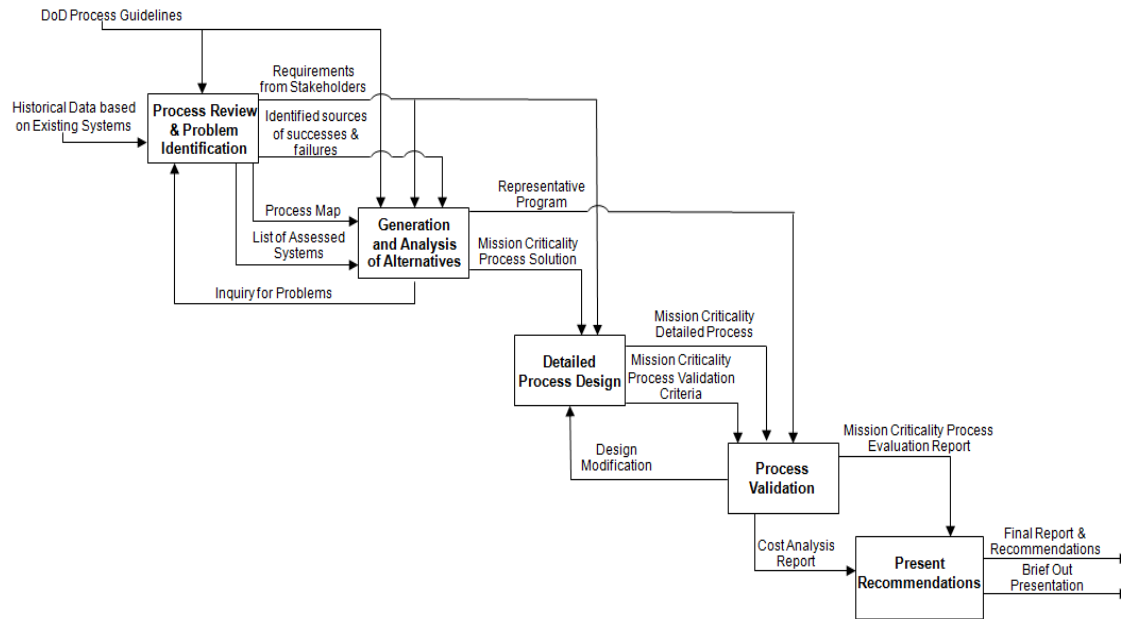 DoD Process Guidelines
Requirements
from Stakeholders
Historical Data based
on Existing Systems
Process Review
& Problem
Identification
Identified sources
of successes &
failures
Process Map
List of Assessed
Systems
Inquiry for Problems
Generation
and Analysis
of Alternatives
Representative
Program
Mission Criticality
Process Solution
Detailed
Process Design
Mission Criticality
Detailed Process
Mission Criticality
Process Validation
Criteria
Design
Modification
Process
Validation
Mission Criticality Process
Evaluation Report
Cost Analysis
Report
Present
Recommendations
Final Report &
Recommendations
Brief Out
Presentation